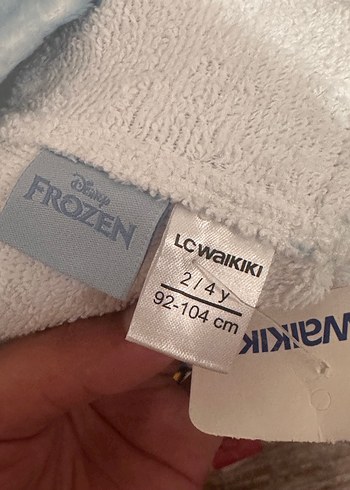 Disney
FROZEN
LC WAIKIKI
2 / 4 y
92-104 cm
WAIKIKI